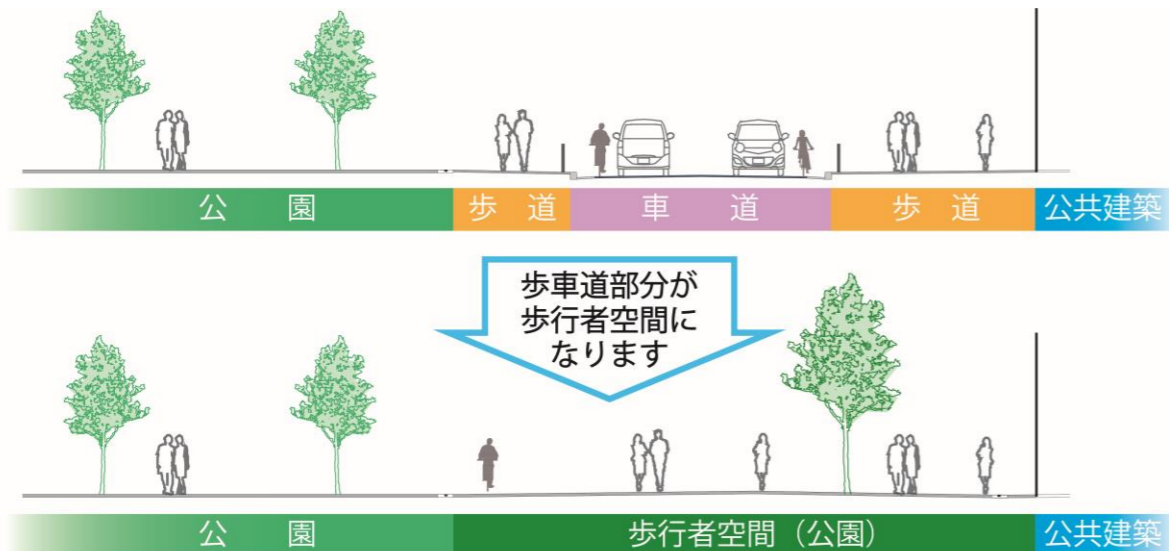 公園 歩道 車道 歩道 公共建築
歩車道部分が
歩行者空間に
なります
公園 歩行者空間（公園） 公共建築